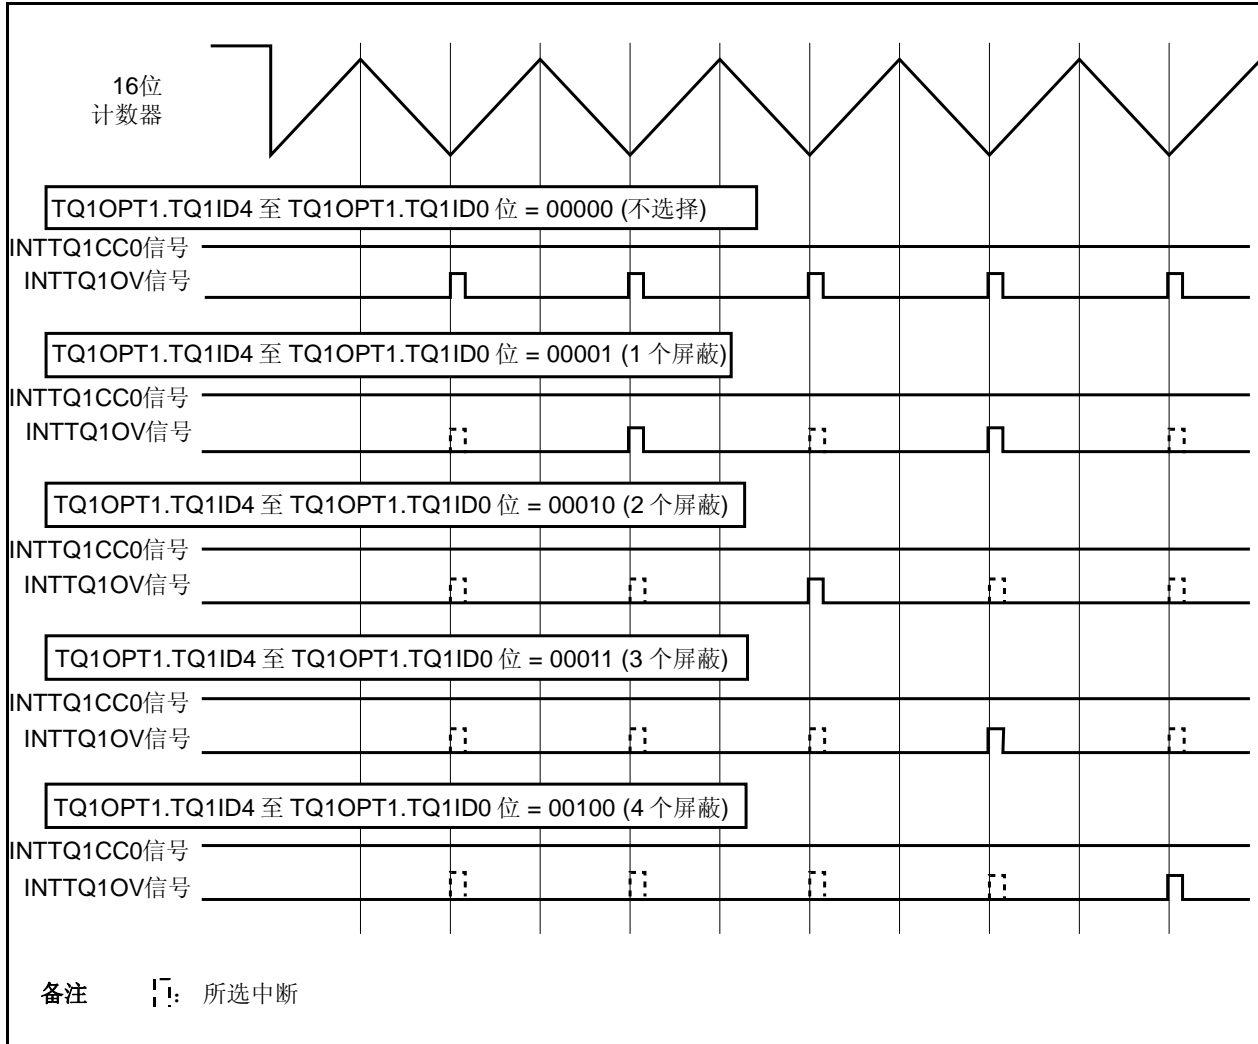 16位
计数器
TQ1OPT1.TQ1ID4 至 TQ1OPT1.TQ1ID0 位 = 00000 (不选择)
INTTQ1CC0信号
INTTQ1OV信号
TQ1OPT1.TQ1ID4 至 TQ1OPT1.TQ1ID0 位 = 00001 (1 个屏蔽)
INTTQ1CC0信号
INTTQ1OV信号
TQ1OPT1.TQ1ID4 至 TQ1OPT1.TQ1ID0 位 = 00010 (2 个屏蔽)
INTTQ1CC0信号
INTTQ1OV信号
TQ1OPT1.TQ1ID4 至 TQ1OPT1.TQ1ID0 位 = 00011 (3 个屏蔽)
INTTQ1CC0信号
INTTQ1OV信号
TQ1OPT1.TQ1ID4 至 TQ1OPT1.TQ1ID0 位 = 00100 (4 个屏蔽)
INTTQ1CC0信号
INTTQ1OV信号
备注 : 所选中断